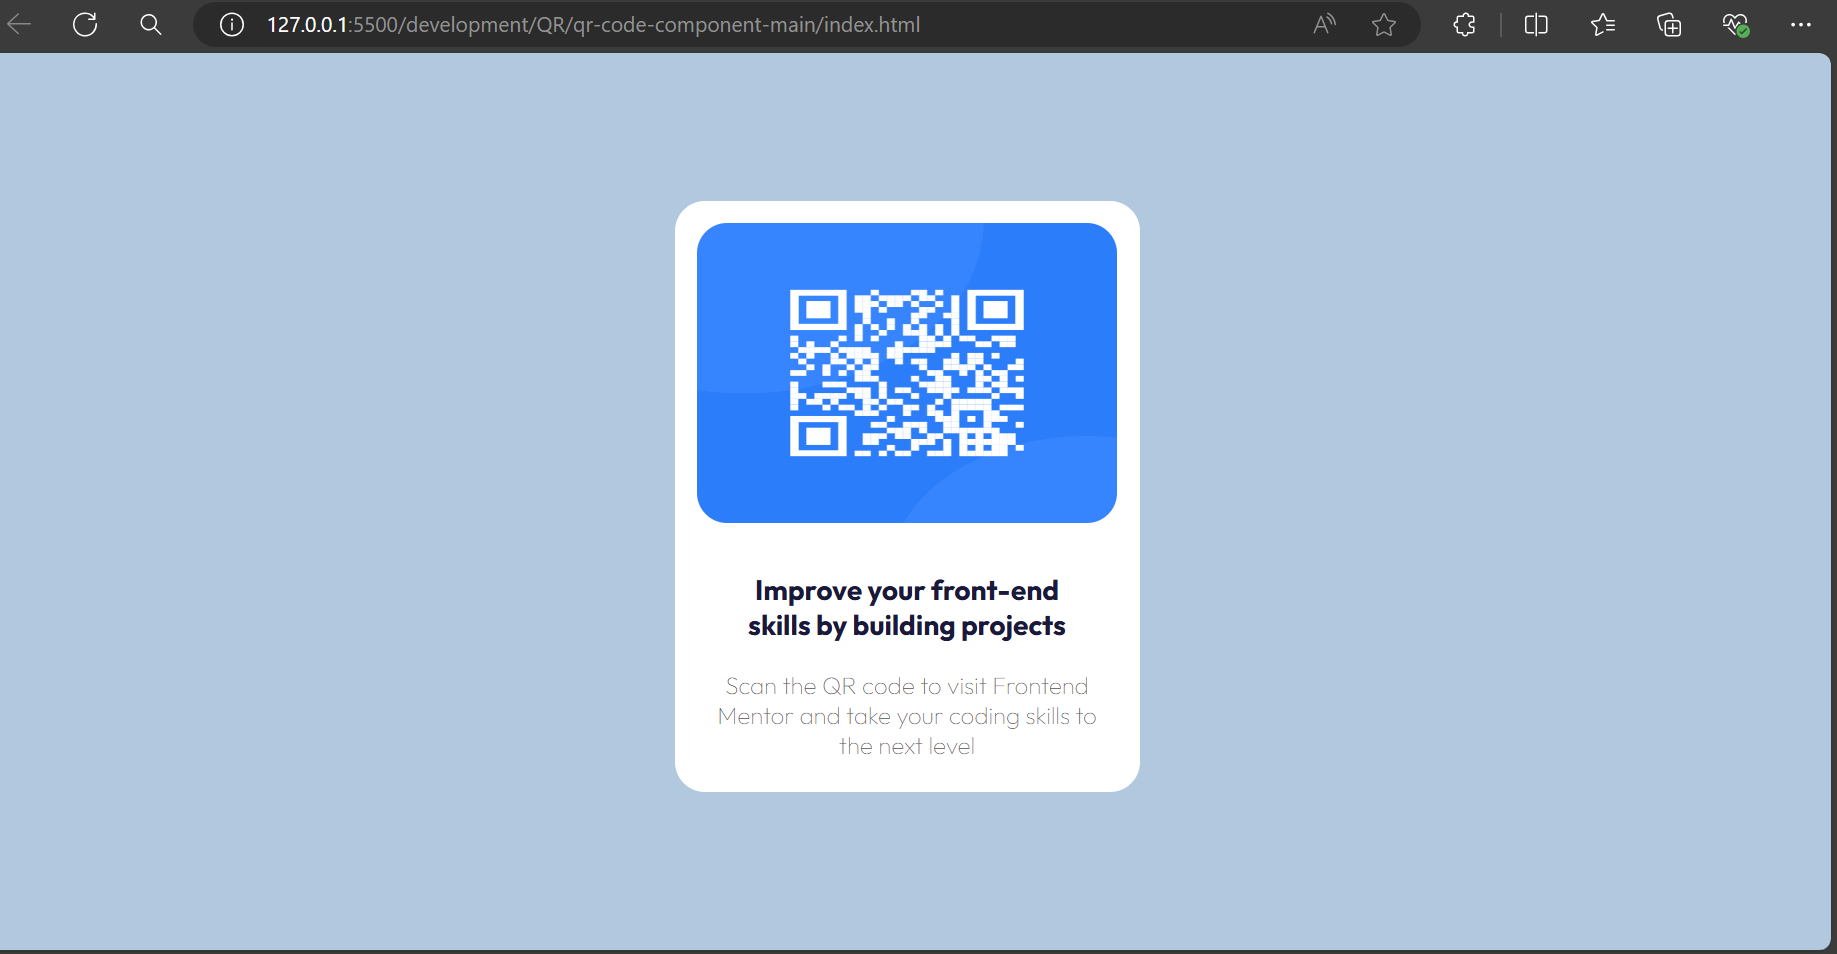 127.0.0.1:5500/development/QR/qr-code-component-main/index.html
Improve your front-end
skills by building projects
Scan the QR code to visit Frontend
Mentor and take your coding skills to
the next level